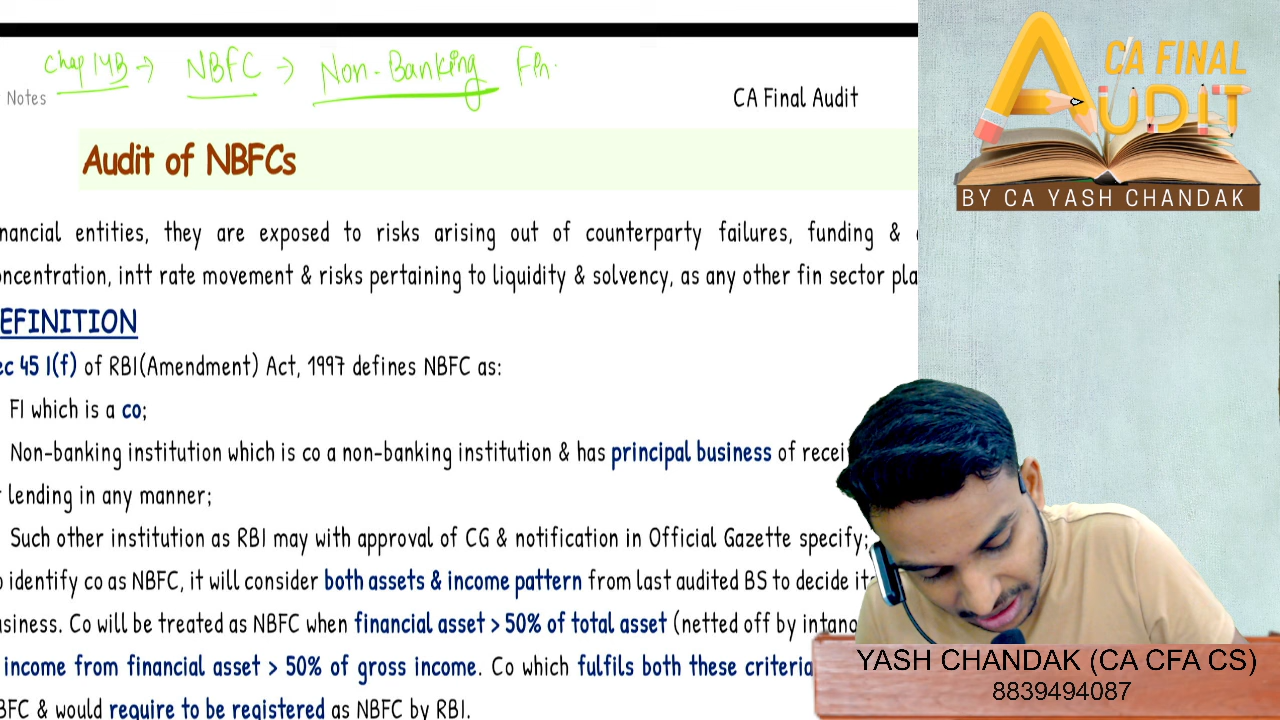 Chap 14B → NBFC → Non-Banking Fin.
Notes
CA Final Audit
Audit of NBFCs
nancial entities, they are exposed to risks arising out of counterparty failures, funding &
oncentration, intt rate movement & risks pertaining to liquidity & solvency, as any other fin sector pla
EFINITION
ec 45 I(f) of RBI(Amendment) Act, 1997 defines NBFC as:
FI which is a co;
Non-banking institution which is co a non-banking institution & has principal business of recei
lending in any manner;
Such other institution as RBI may with approval of CG & notification in Official Gazette specify;
o identify co as NBFC, it will consider both assets & income pattern from last audited BS to decide it
usiness. Co will be treated as NBFC when financial asset > 50% of total asset (netted off by intang
income from financial asset > 50% of gross income. Co which fulfils both these criteria
BFC & would require to be registered as NBFC by RBI.
CA FINAL
AUDIT
BY CA YASH CHANDAK
YASH CHANDAK (CA CFA CS)
8839494087